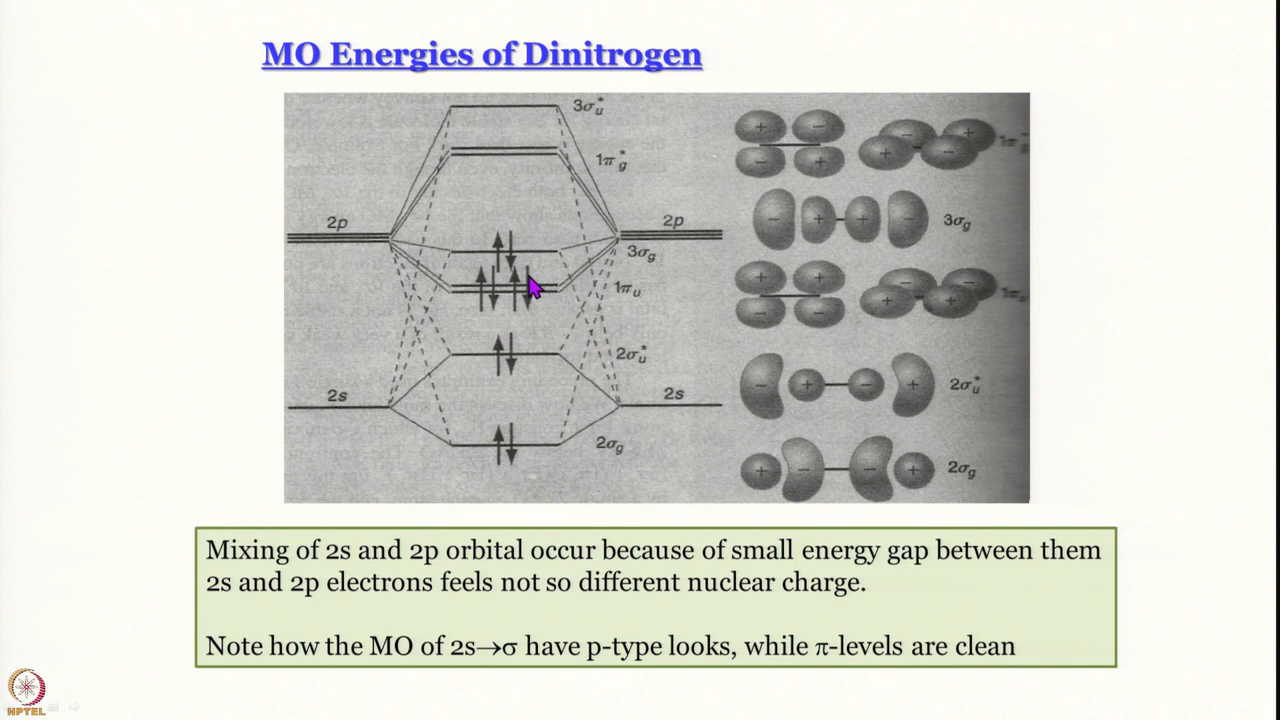 MO Energies of Dinitrogen
3σu*
1πg*
2p
2p
3σg
1πu
2σu*
2s
2s
2σg
+ −
− +
− +
+ −
− + + −
3σg
+ +
− −
− −
+ +
− + − +
2σu*
+ − − +
2σg
Mixing of 2s and 2p orbital occur because of small energy gap between them
2s and 2p electrons feels not so different nuclear charge.
Note how the MO of 2s→σ have p-type looks, while π-levels are clean
NPTEL